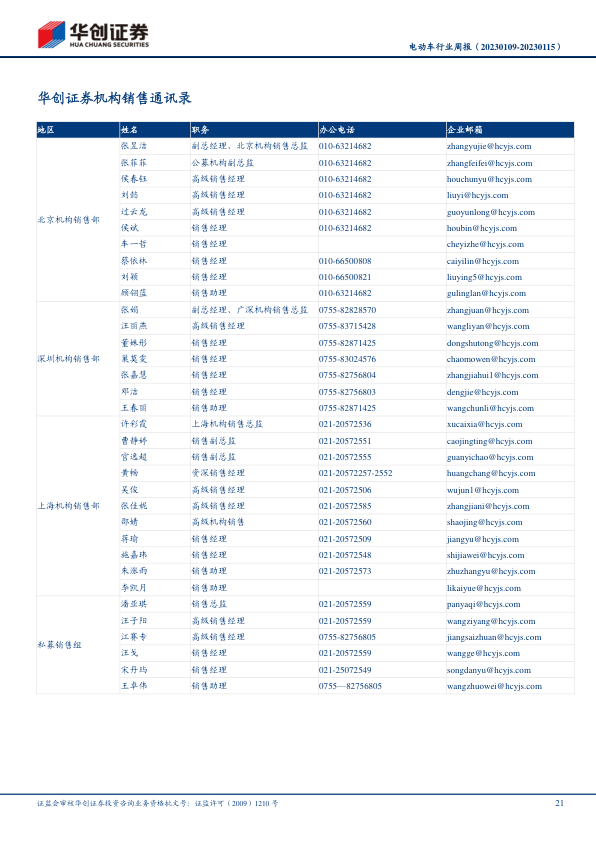 华创证券
HUA CHUANG SECURITIES
电动车行业周报（20230109-20230115）
华创证券机构销售通讯录
地区 姓名 职务 办公电话 企业邮箱
北京机构销售部
张昱洁 副总经理、北京机构销售总监 010-63214682 zhangyujie@hcyjs.com
张菲菲 公募机构副总监 010-63214682 zhangfeifei@hcyjs.com
侯春钰 高级销售经理 010-63214682 houchunyu@hcyjs.com
刘懿 高级销售经理 010-63214682 liuyi@hcyjs.com
过云龙 高级销售经理 010-63214682 guoyunlong@hcyjs.com
侯斌 销售经理 010-63214682 houbin@hcyjs.com
车一哲 销售经理 cheyizhe@hcyjs.com
蔡依林 销售经理 010-66500808 caiyilin@hcyjs.com
刘颖 销售经理 010-66500821 liuying5@hcyjs.com
顾翎蓝 销售助理 010-63214682 gulinglan@hcyjs.com
深圳机构销售部
张娟 副总经理、广深机构销售总监 0755-82828570 zhangjuan@hcyjs.com
汪丽燕 高级销售经理 0755-83715428 wangliyan@hcyjs.com
董姝彤 销售经理 0755-82871425 dongshutong@hcyjs.com
巢莫雯 销售经理 0755-83024576 chaomowen@hcyjs.com
张嘉慧 销售经理 0755-82756804 zhangjiahui1@hcyjs.com
邓洁 销售经理 0755-82756803 dengjie@hcyjs.com
王春丽 销售助理 0755-82871425 wangchunli@hcyjs.com
上海机构销售部
许彩霞 上海机构销售总监 021-20572536 xucaixia@hcyjs.com
曹静婷 销售副总监 021-20572551 caojingting@hcyjs.com
官逸超 销售副总监 021-20572555 guanyichao@hcyjs.com
黄畅 资深销售经理 021-20572257-2552 huangchang@hcyjs.com
吴俊 高级销售经理 021-20572506 wujun1@hcyjs.com
张佳妮 高级销售经理 021-20572585 zhangjiani@hcyjs.com
邵婧 高级机构销售 021-20572560 shaojing@hcyjs.com
蒋瑜 销售经理 021-20572509 jiangyu@hcyjs.com
施嘉玮 销售经理 021-20572548 shijiawei@hcyjs.com
朱涨雨 销售助理 021-20572573 zhuzhangyu@hcyjs.com
李凯月 销售助理 likaiyue@hcyjs.com
私募销售组
潘亚琪 销售总监 021-20572559 panyaqi@hcyjs.com
汪子阳 高级销售经理 021-20572559 wangziyang@hcyjs.com
江赛专 高级销售经理 0755-82756805 jiangsaizhuan@hcyjs.com
汪戈 销售经理 021-20572559 wangge@hcyjs.com
宋丹玙 销售经理 021-25072549 songdanyu@hcyjs.com
王卓伟 销售助理 0755—82756805 wangzhuowei@hcyjs.com
证监会审核华创证券投资咨询业务资格批文号：证监许可（2009）1210 号
21